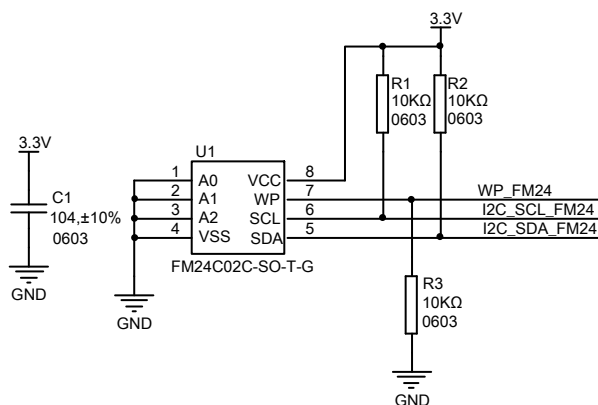 3.3V
R1
10KΩ
0603
R2
10KΩ
0603
3.3V
C1
104,±10%
0603
GND
U1
1 A0 VCC 8
2 A1 WP 7
3 A2 SCL 6
4 VSS SDA 5
FM24C02C-SO-T-G
WP_FM24
I2C_SCL_FM24
I2C_SDA_FM24
GND
R3
10KΩ
0603
GND